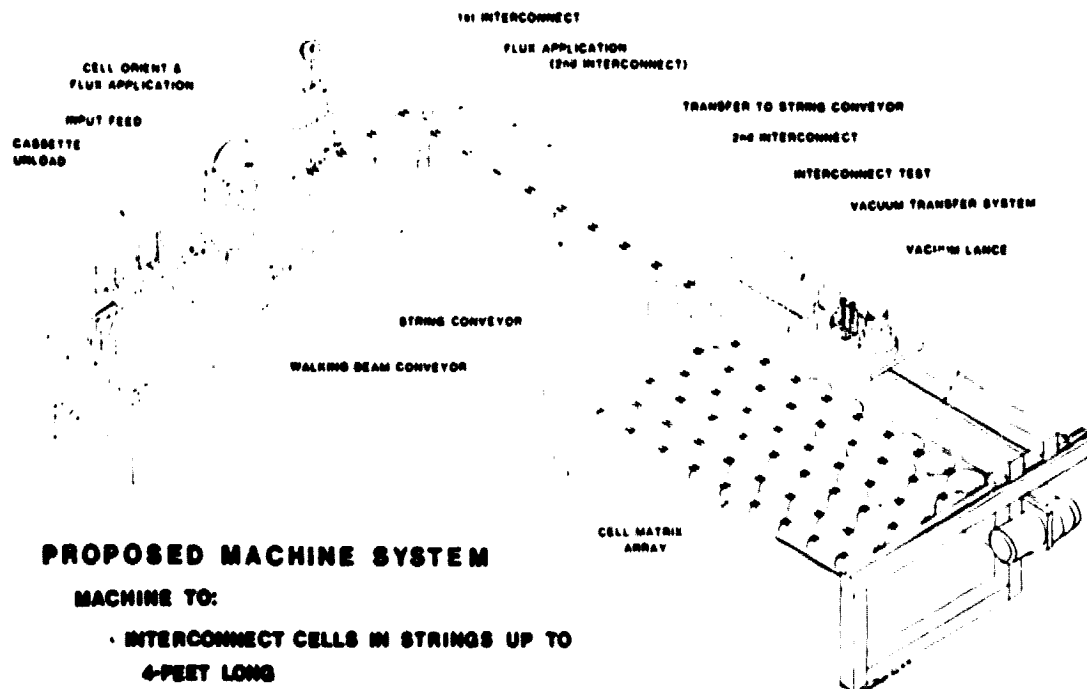 1st INTERCONNECT
FLUX APPLICATION
(2nd INTERCONNECT)
CELL ORIENT &
FLUX APPLICATION
INPUT FEED
CASSETTE
UNLOAD
TRANSFER TO STRING CONVEYOR
2nd INTERCONNECT
INTERCONNECT TEST
VACUUM TRANSFER SYSTEM
VACUUM LANCE
STRING CONVEYOR
WALKING BEAM CONVEYOR
CELL MATRIX
ARRAY
PROPOSED MACHINE SYSTEM
MACHINE TO:
• INTERCONNECT CELLS IN STRINGS UP TO
4-FEET LONG